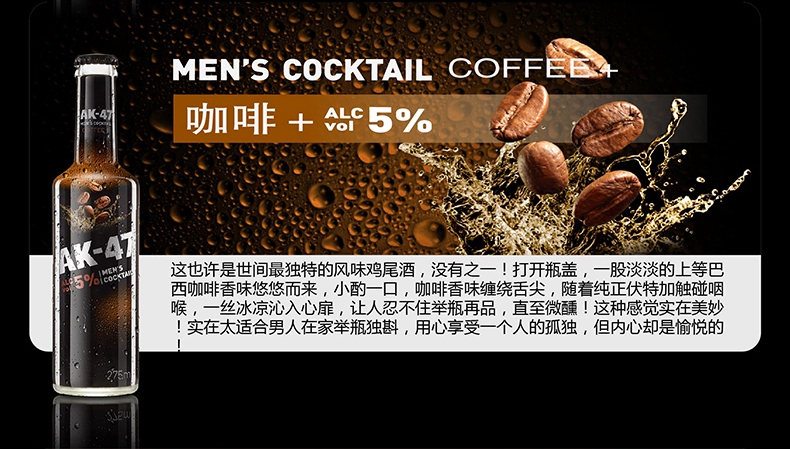 MEN'S COCKTAIL COFFEE +
咖啡 + ALC vol 5%
AK-47
MEN'S COCKTAIL
AK-47
ALC vol 5% MEN'S COCKTAIL
275m
这也许是世间最独特的风味鸡尾酒，没有之一！打开瓶盖，一股淡淡的上等巴
西咖啡香味悠悠而来，小酌一口，咖啡香味缠绕舌尖，随着纯正伏特加触碰咽
喉，一丝冰凉沁入心扉，让人忍不住举瓶再品，直至微醺！这种感觉实在美妙
！实在太适合男人在家举瓶独斟，用心享受一个人的孤独，但内心却是愉悦的
！